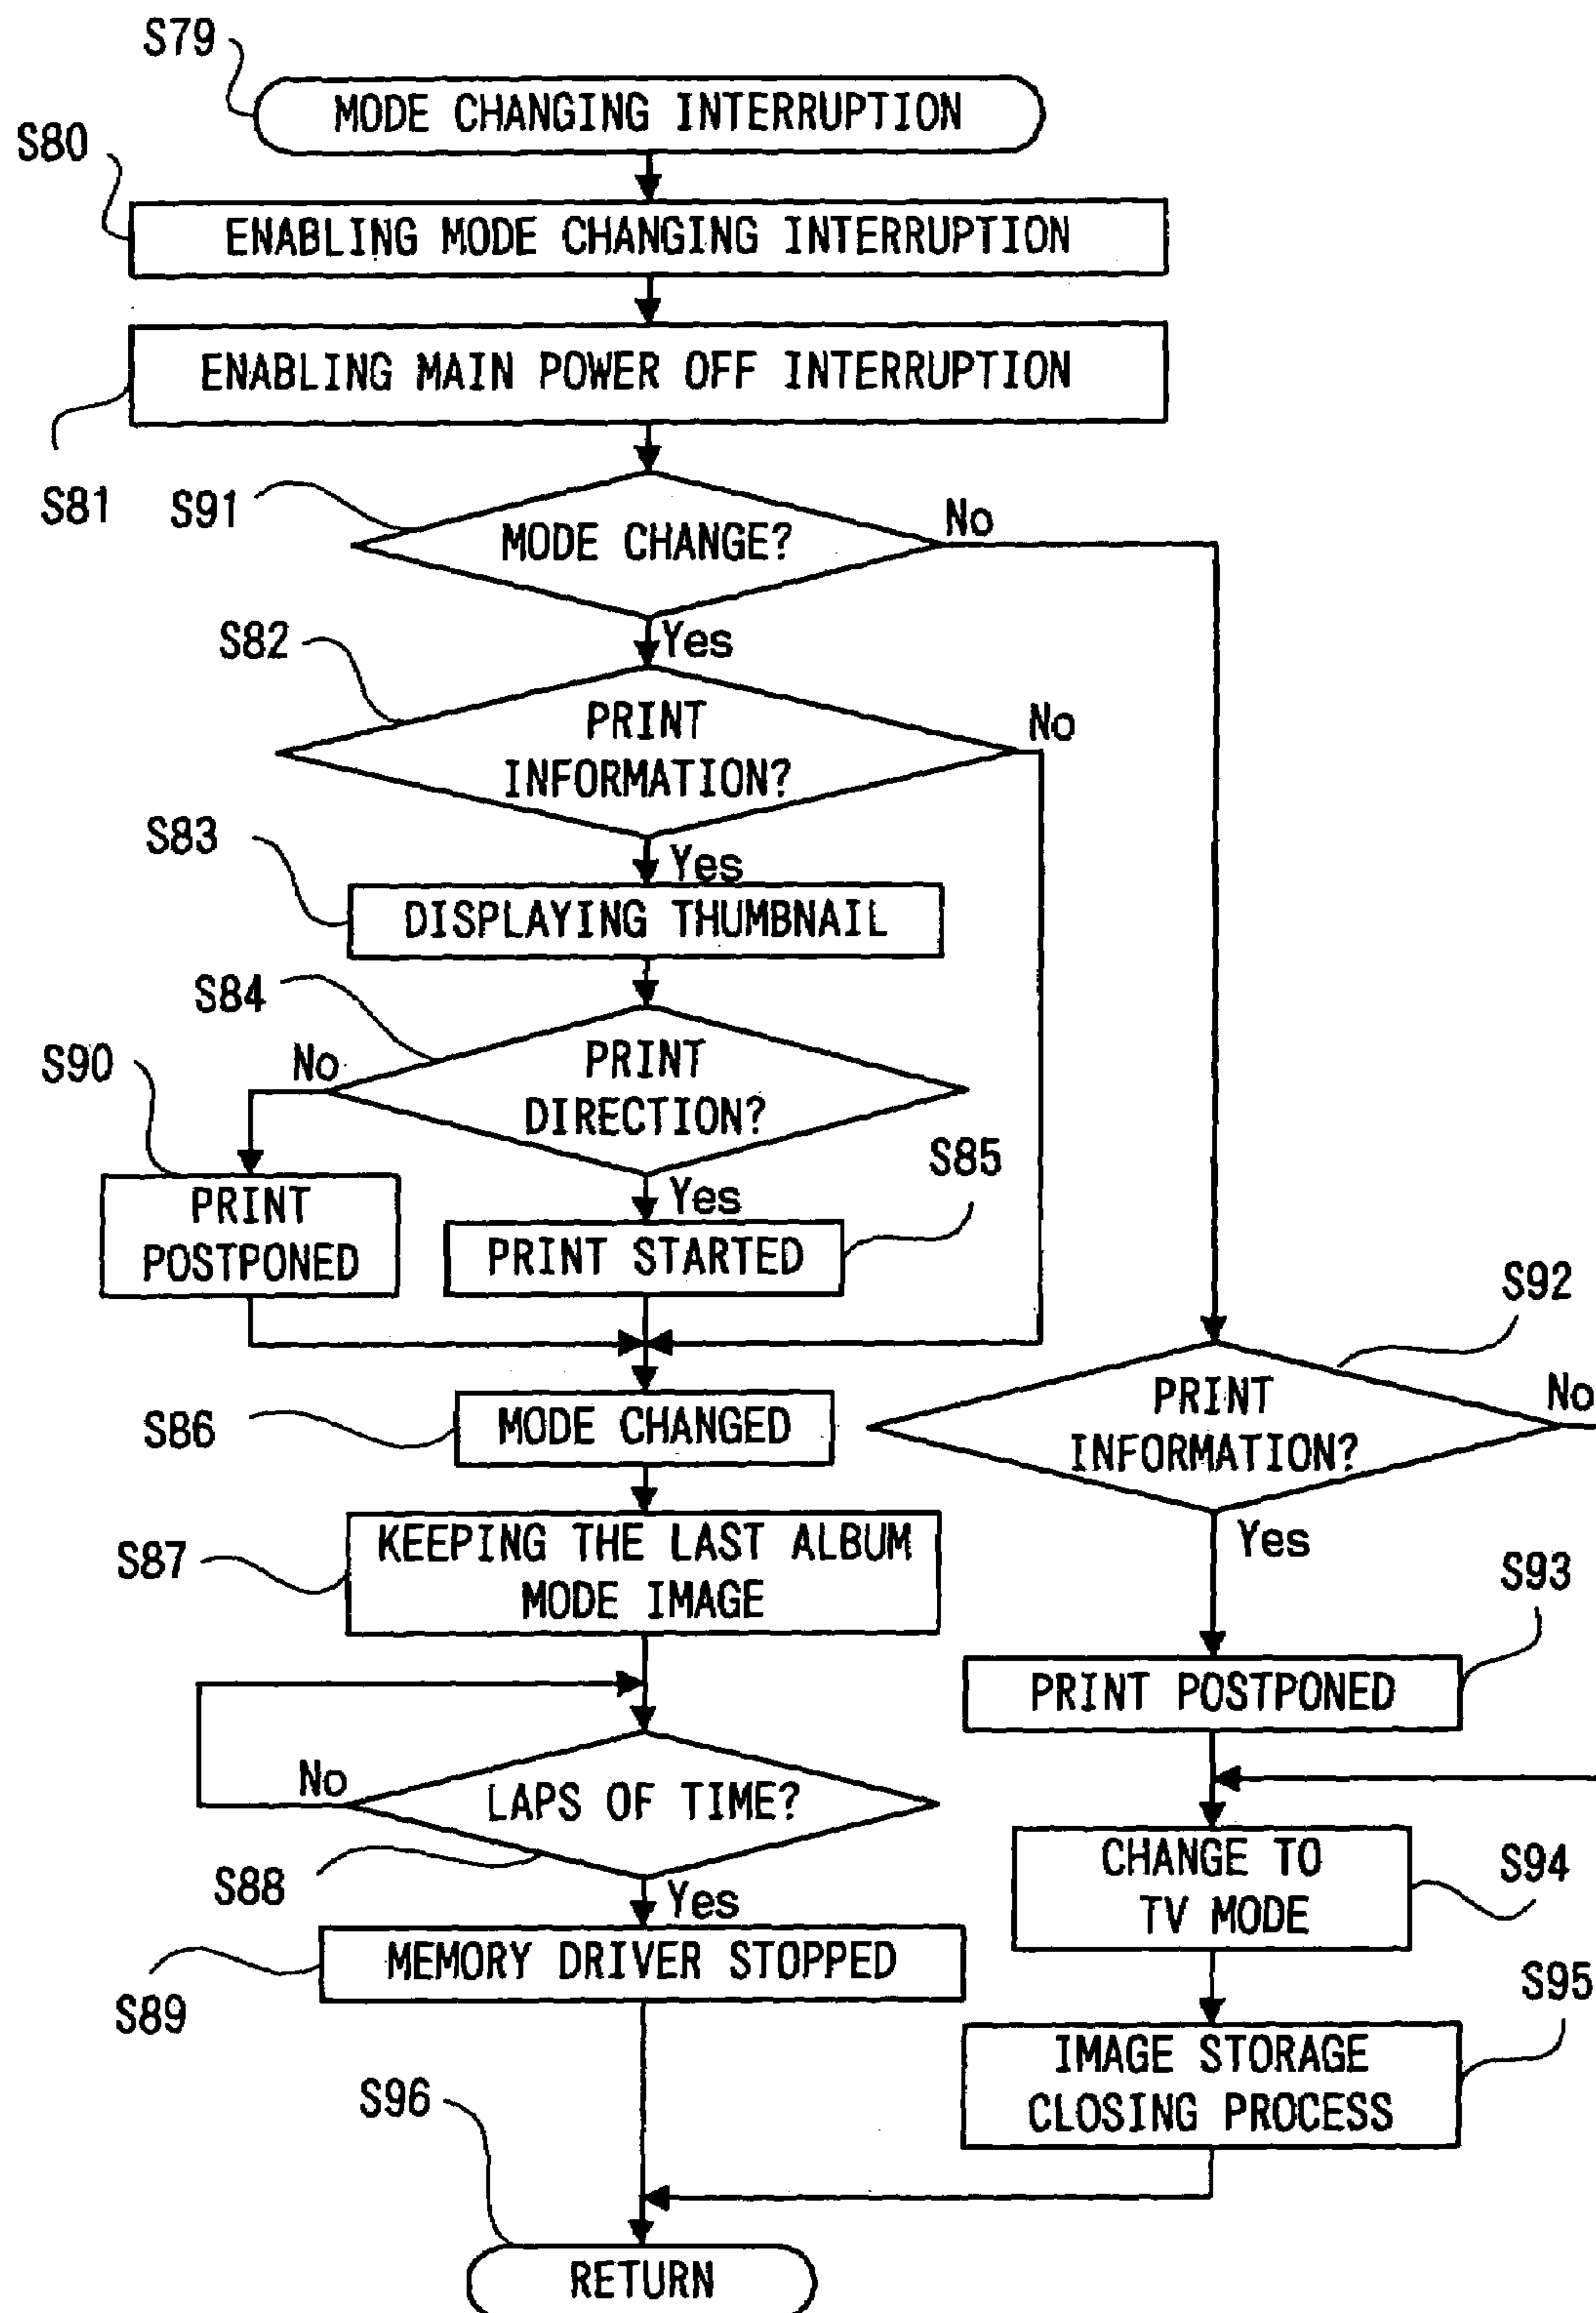 S79
MODE CHANGING INTERRUPTION
S80
ENABLING MODE CHANGING INTERRUPTION
ENABLING MAIN POWER OFF INTERRUPTION
S81
S91
MODE CHANGE?
No
Yes
S82
PRINT
INFORMATION?
No
Yes
S83
DISPLAYING THUMBNAIL
S84
PRINT
DIRECTION?
No
S90
Yes
S85
PRINT
POSTPONED
PRINT STARTED
S92
S86
MODE CHANGED
PRINT
INFORMATION?
No
Yes
S87
KEEPING THE LAST ALBUM
MODE IMAGE
S93
PRINT POSTPONED
LAPS OF TIME?
No
S88
Yes
CHANGE TO
TV MODE
S94
MEMORY DRIVER STOPPED
S89
S95
IMAGE STORAGE
CLOSING PROCESS
S96
RETURN